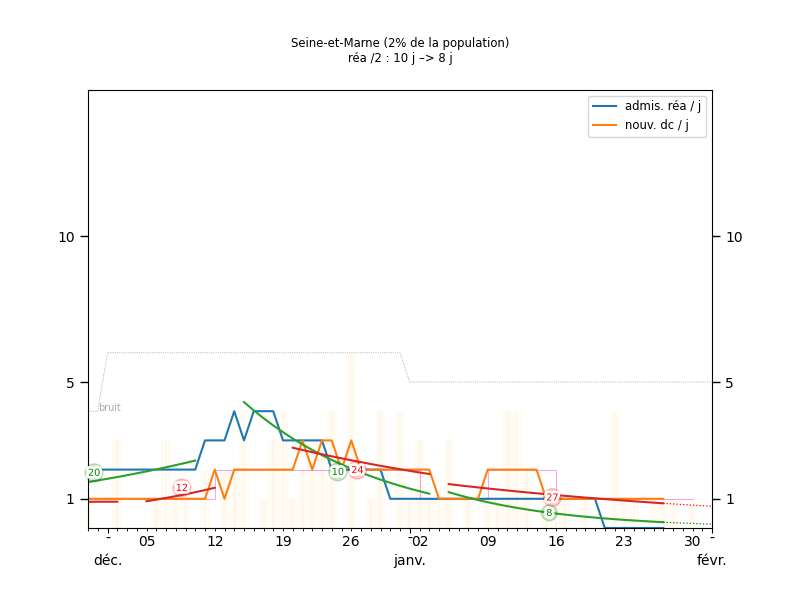 Seine-et-Marne (2% de la population)
réa /2 : 10 j –> 8 j
admis. réa / j
nouv. dc / j
10 10
5 5
bruit
20 12 10 24 27 8
1 1
05 12 19 26 02 09 16 23 30
déc. janv. févr.